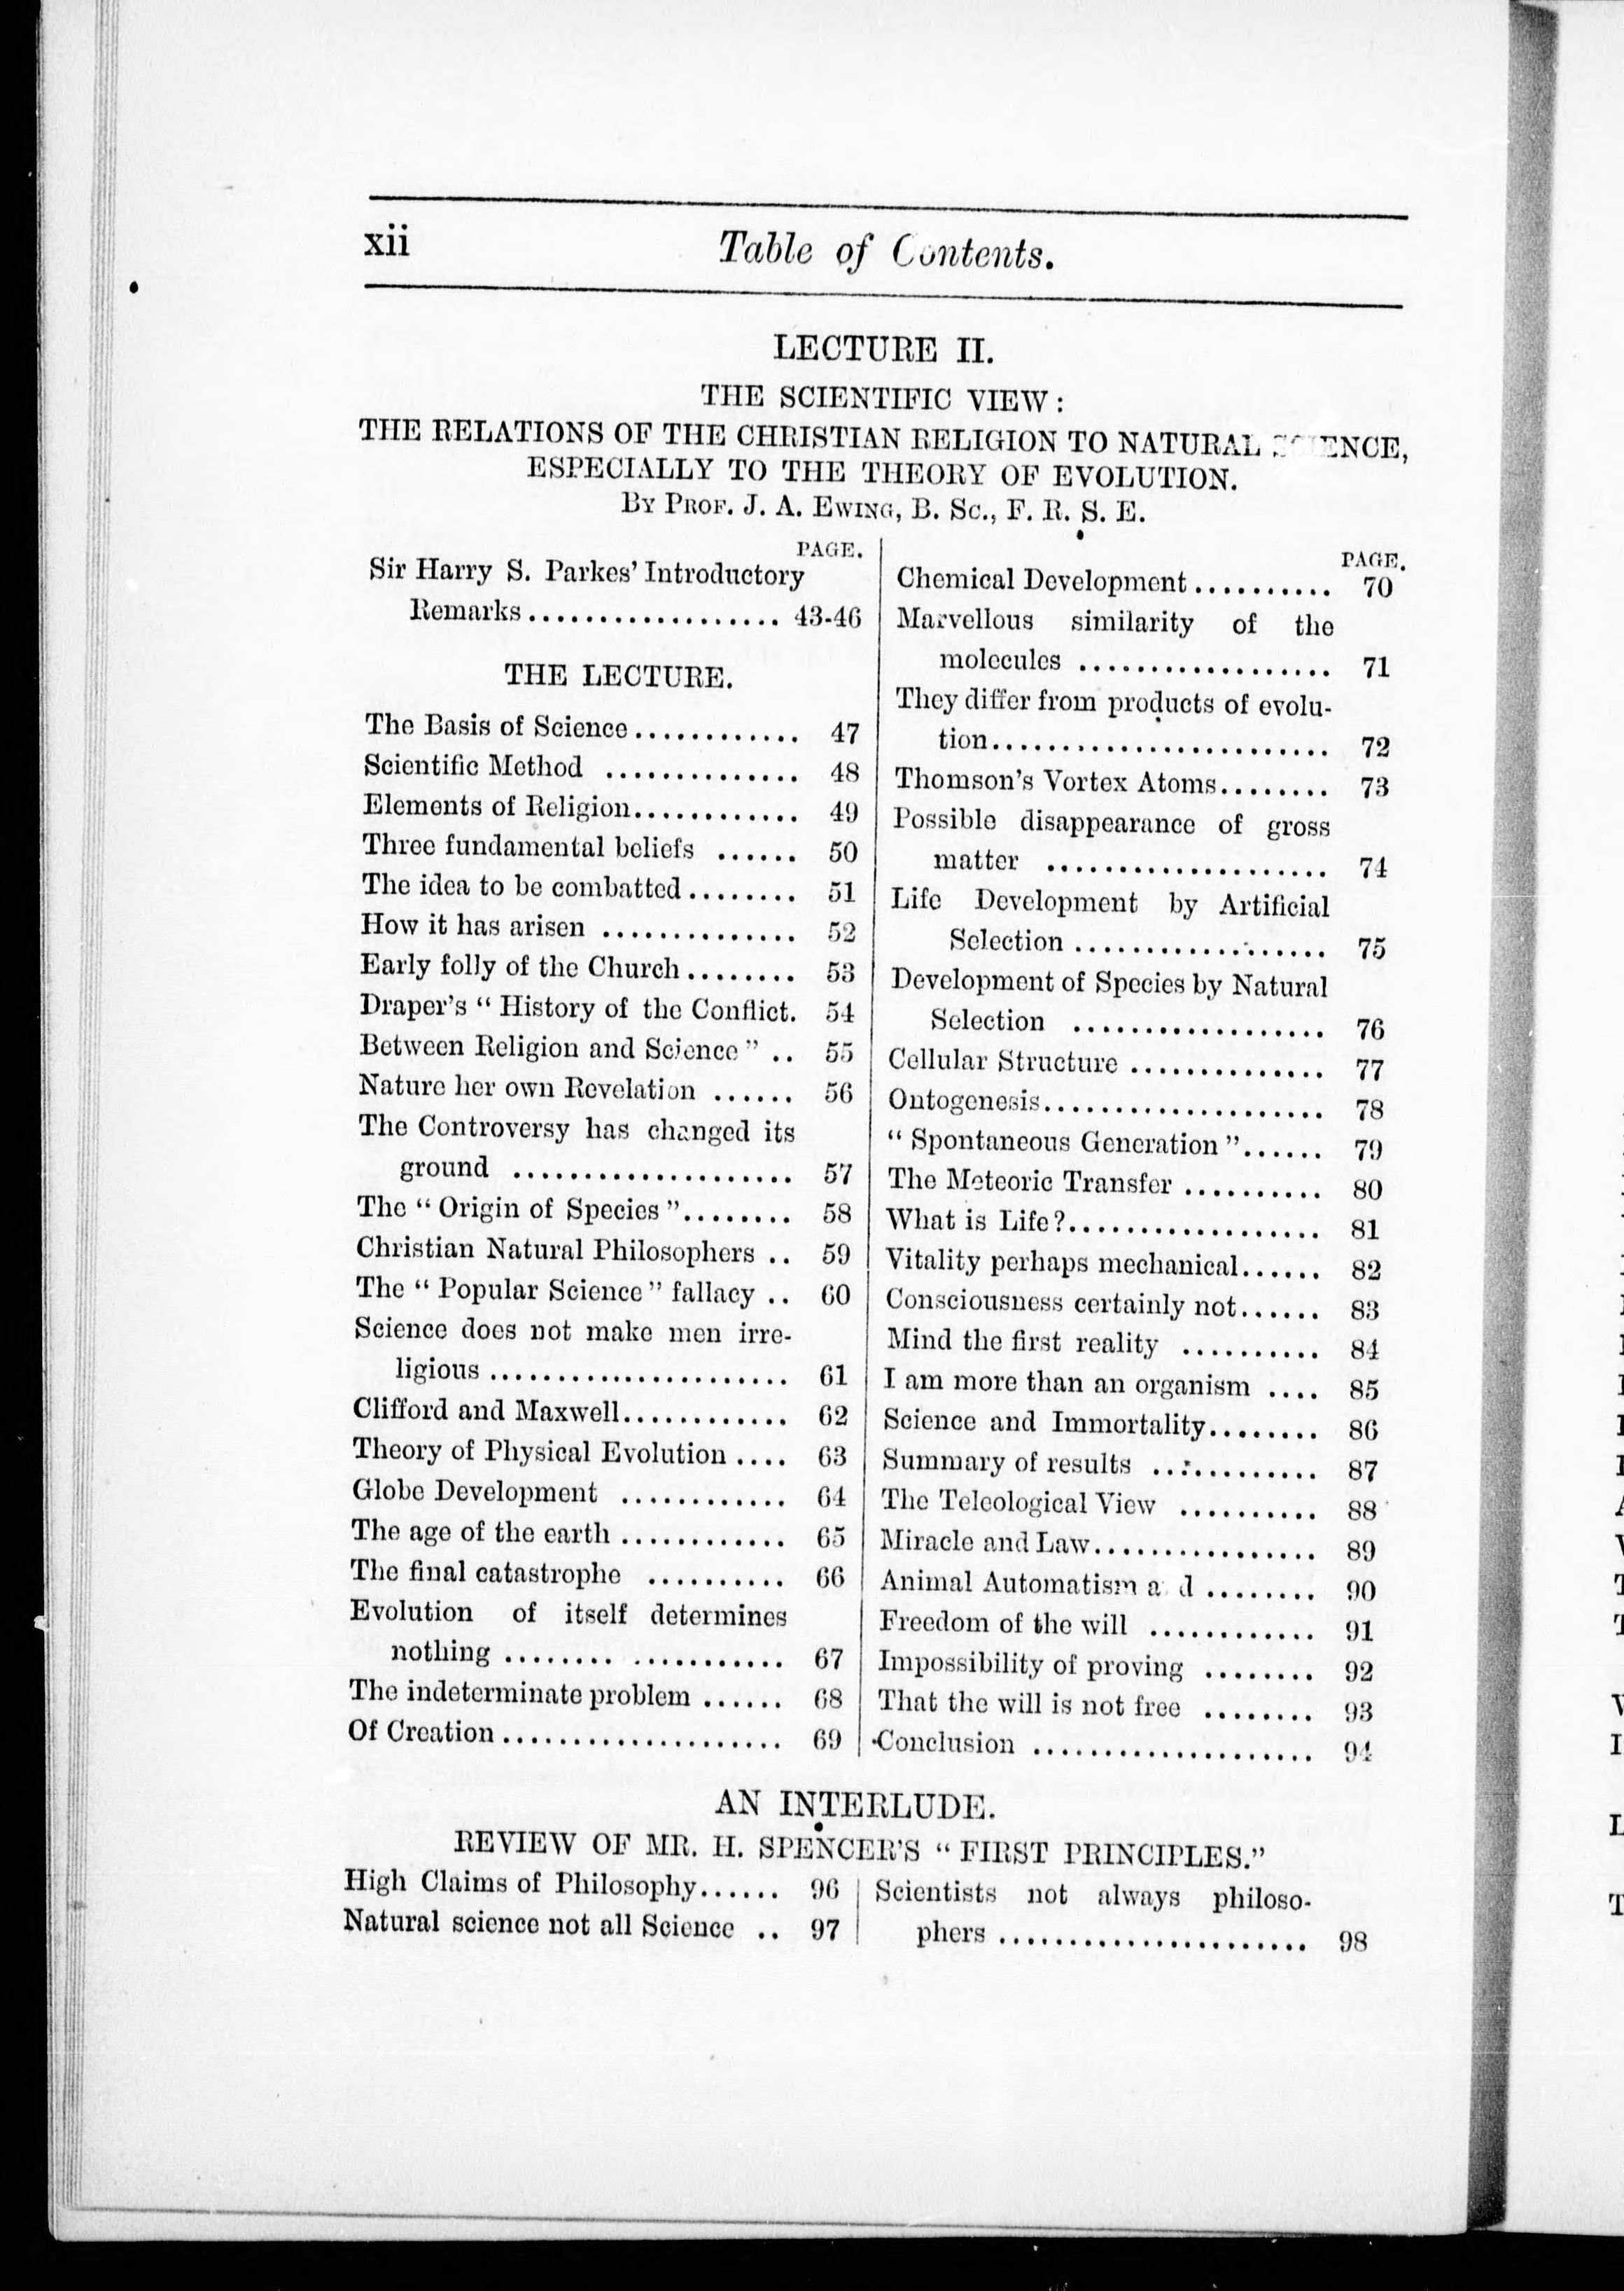 xii
Table of Contents.
LECTURE II.
THE SCIENTIFIC VIEW:
THE RELATIONS OF THE CHRISTIAN RELIGION TO NATURAL SCIENCE,
ESPECIALLY TO THE THEORY OF EVOLUTION.
BY PROF. J. A. EWING, B. SC., F. R. S. E.
PAGE.
Sir Harry S. Parkes' Introductory
Remarks.................. 43-46
THE LECTURE.
The Basis of Science............ 47
Scientific Method .............. 48
Elements of Religion............ 49
Three fundamental beliefs ...... 50
The idea to be combatted........ 51
How it has arisen .............. 52
Early folly of the Church........ 53
Draper's " History of the Conflict. 54
Between Religion and Science " .. 55
Nature her own Revelation ...... 56
The Controversy has changed its
ground .................... 57
The " Origin of Species "........ 58
Christian Natural Philosophers .. 59
The " Popular Science " fallacy .. 60
Science does not make men irre-
ligious ...................... 61
Clifford and Maxwell............ 62
Theory of Physical Evolution .... 63
Globe Development ............ 64
The age of the earth ............ 65
The final catastrophe .......... 66
Evolution of itself determines
nothing .................... 67
The indeterminate problem ...... 68
Of Creation .................... 69
PAGE.
Chemical Development .......... 70
Marvellous similarity of the
molecules .................. 71
They differ from products of evolu-
tion........................ 72
Thomson's Vortex Atoms........ 73
Possible disappearance of gross
matter .................... 74
Life Development by Artificial
Selection .................. 75
Development of Species by Natural
Selection .................. 76
Cellular Structure .............. 77
Ontogenesis.................... 78
" Spontaneous Generation "...... 79
The Meteoric Transfer .......... 80
What is Life?.................. 81
Vitality perhaps mechanical...... 82
Consciousness certainly not...... 83
Mind the first reality .......... 84
I am more than an organism .... 85
Science and Immortality........ 86
Summary of results ............ 87
The Teleological View .......... 88
Miracle and Law................ 89
Animal Automatism and ........ 90
Freedom of the will ............ 91
Impossibility of proving ........ 92
That the will is not free ........ 93
Conclusion .................... 94
AN INTERLUDE.
REVIEW OF MR. H. SPENCER'S " FIRST PRINCIPLES."
High Claims of Philosophy...... 96
Natural science not all Science .. 97
Scientists not always philoso-
phers ...................... 98